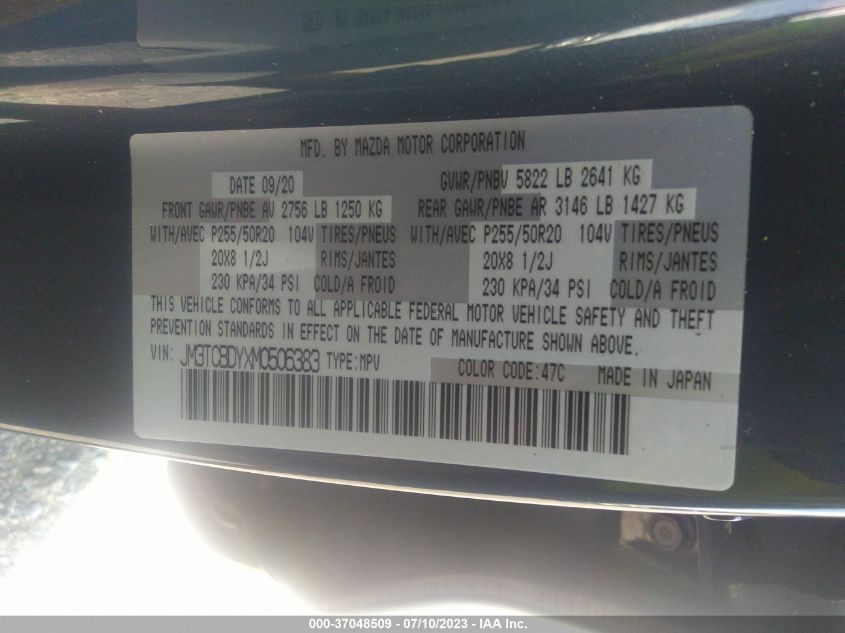 MFD. BY MAZDA MOTOR CORPORATION
DATE 09/20 GVWR/PNBV 5822 LB 2641 KG
FRONT GAWR/PNBE AV 2756 LB 1250 KG REAR GAWR/PNBE AR 3146 LB 1427 KG
WITH/AVEC P255/50R20 104V TIRES/PNEUS WITH/AVEC P255/50R20 104V TIRES/PNEUS
20X8 1/2J RIMS/JANTES 20X8 1/2J RIMS/JANTES
230 KPA/34 PSI COLD/A FROID 230 KPA/34 PSI COLD/A FROID
THIS VEHICLE CONFORMS TO ALL APPLICABLE FEDERAL MOTOR VEHICLE SAFETY AND THEFT
PREVENTION STANDARDS IN EFFECT ON THE DATE OF MANUFACTURE SHOWN ABOVE.
VIN: JM3TCBDYXM0506383 TYPE:MPV COLOR CODE:47C MADE IN JAPAN
000-37048509 - 07/10/2023 - IAA Inc.